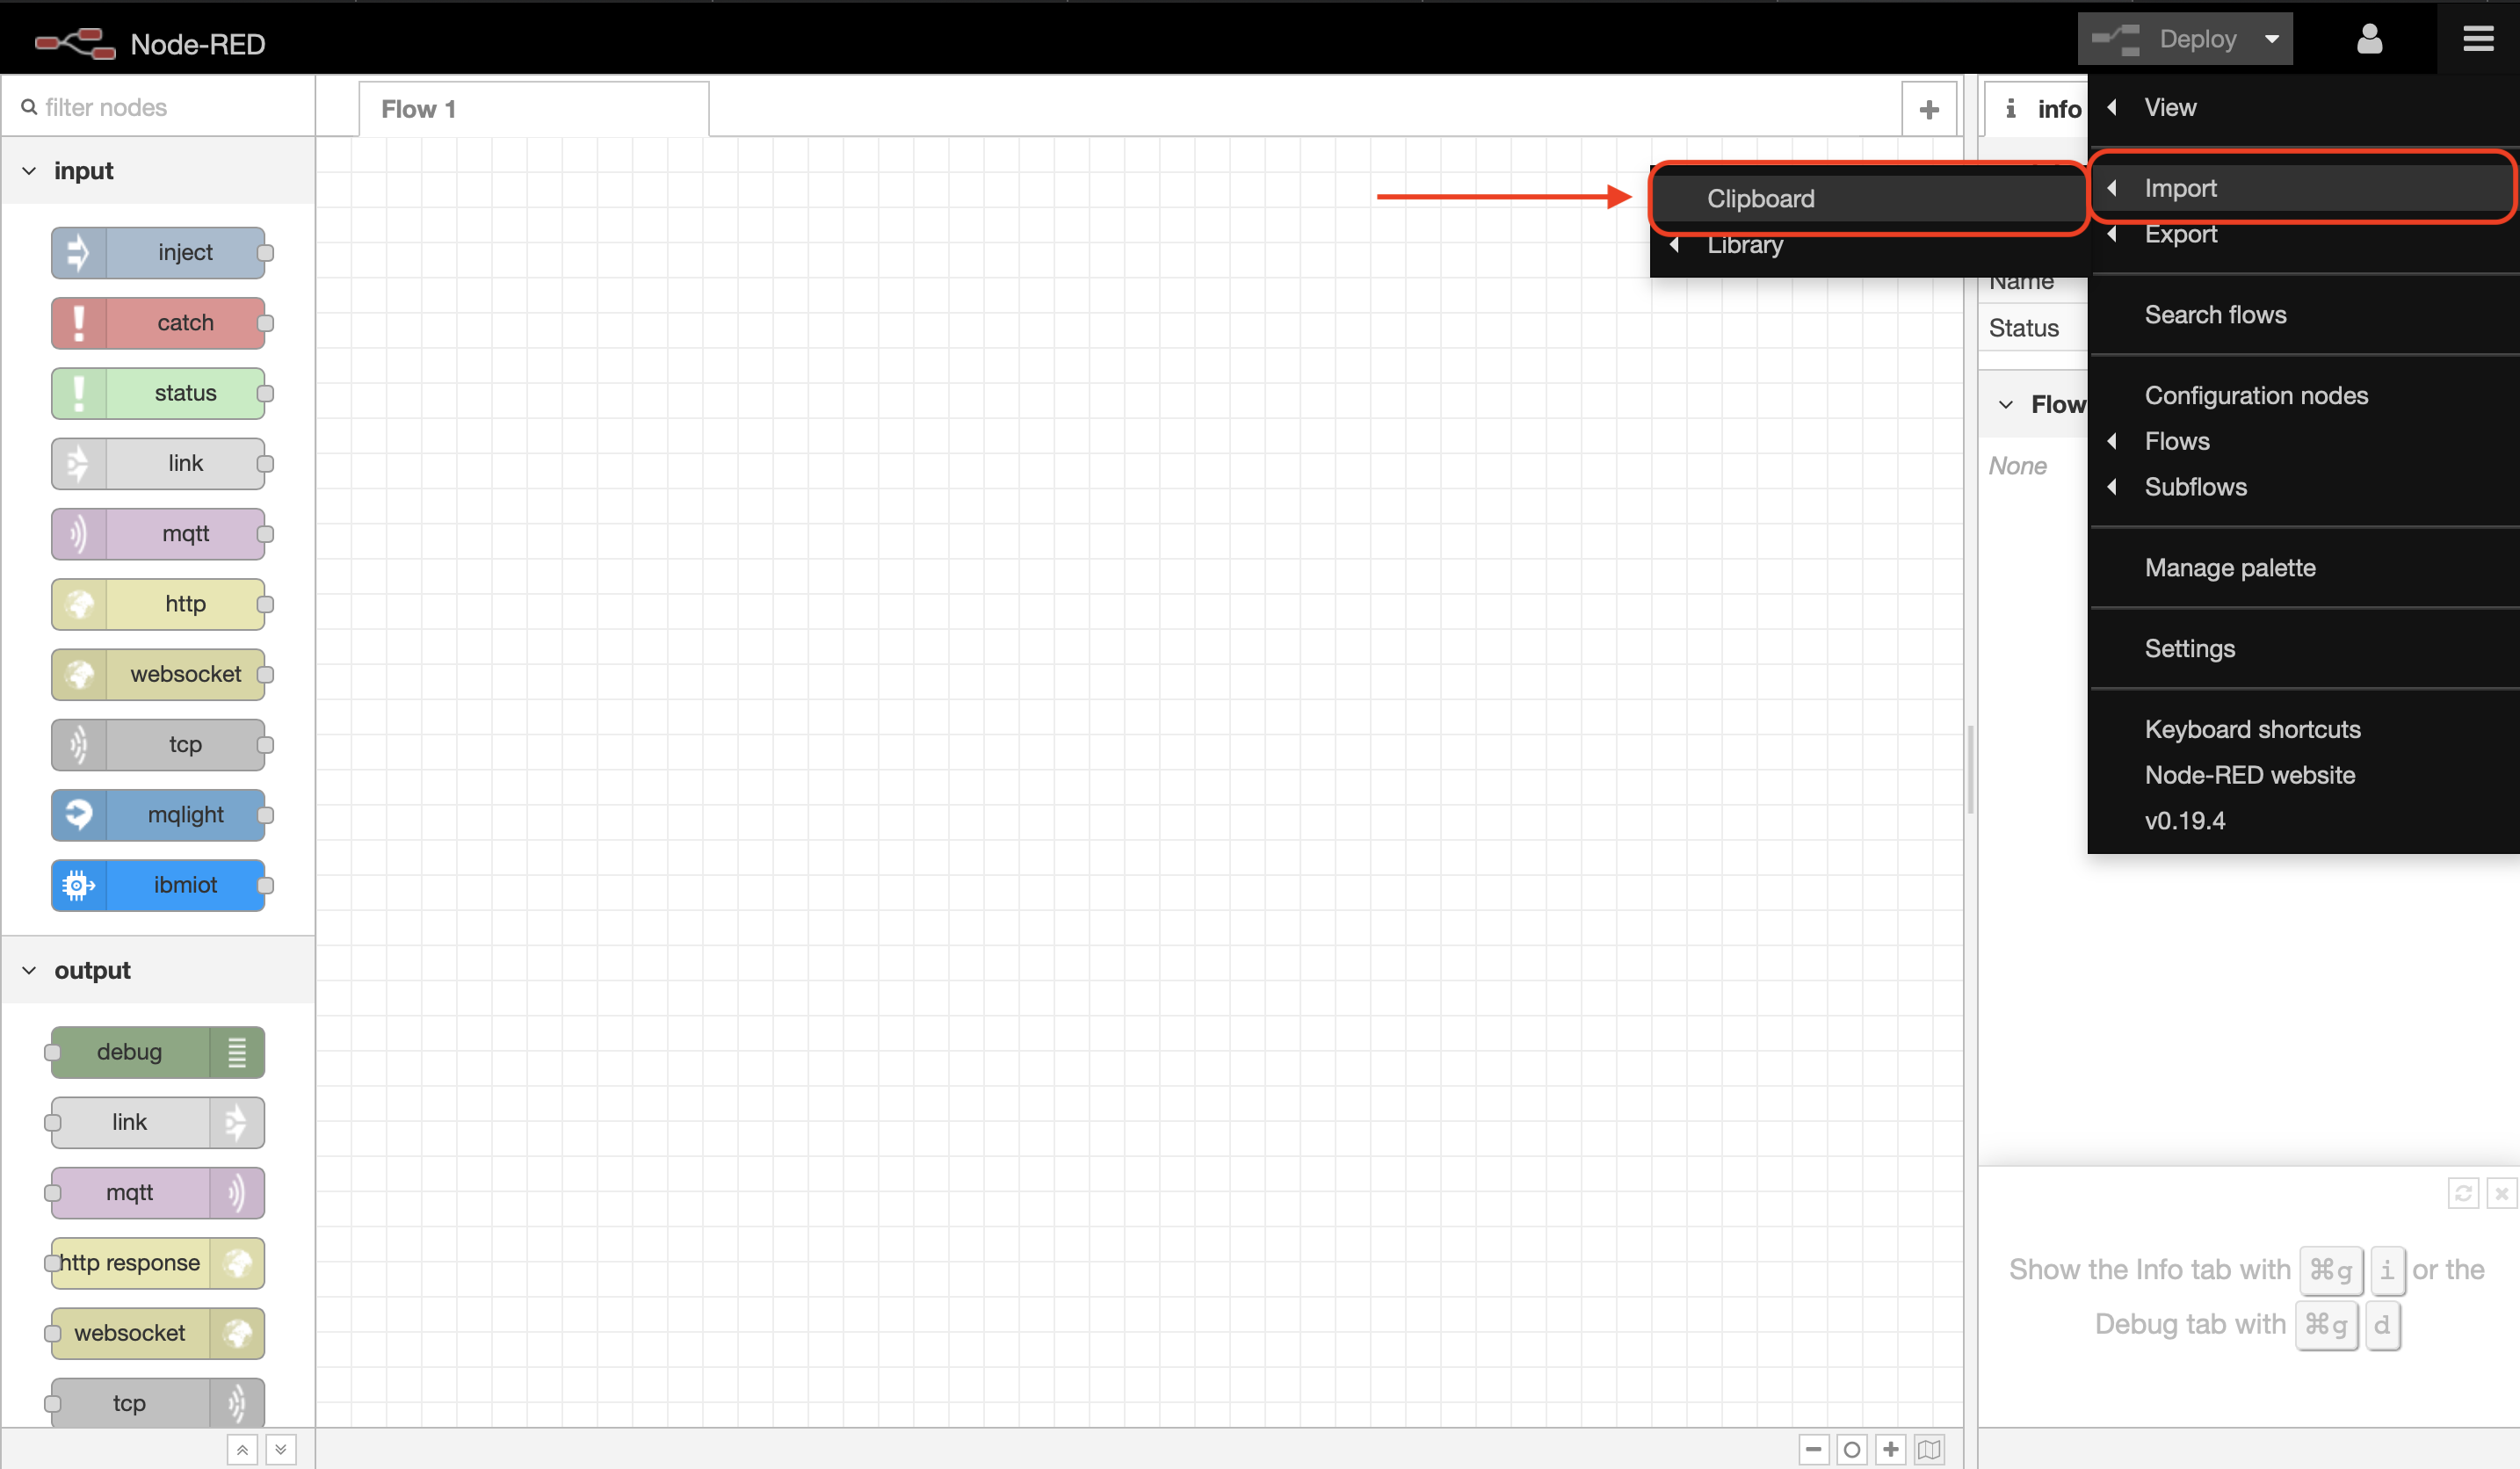 Node-RED
Deploy
filter nodes
Flow 1
info
View
Import
Export
Clipboard
Library
Name
Status
Flow
None
Search flows
Configuration nodes
Flows
Subflows
Manage palette
Settings
Keyboard shortcuts
Node-RED website
v0.19.4
input
inject
catch
status
link
mqtt
http
websocket
tcp
mqlight
ibmiot
output
debug
link
mqtt
http response
websocket
tcp
Show the Info tab with ⌘g i or the
Debug tab with ⌘g d